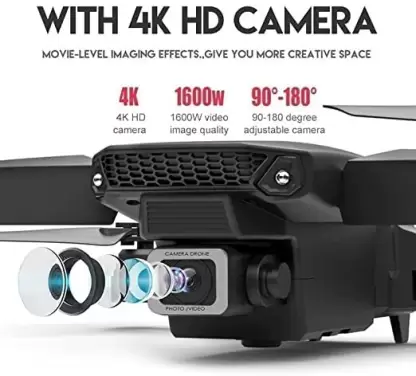 WITH 4K HD CAMERA
MOVIE-LEVEL IMAGING EFFECTS.,GIVE YOU MORE CREATIVE SPACE
4K 1600w 90°-180°
4K HD 1600W video 90-180 degree
camera image quality adjustable camera
CAMERA DRONE
PHOTO /VIDEO